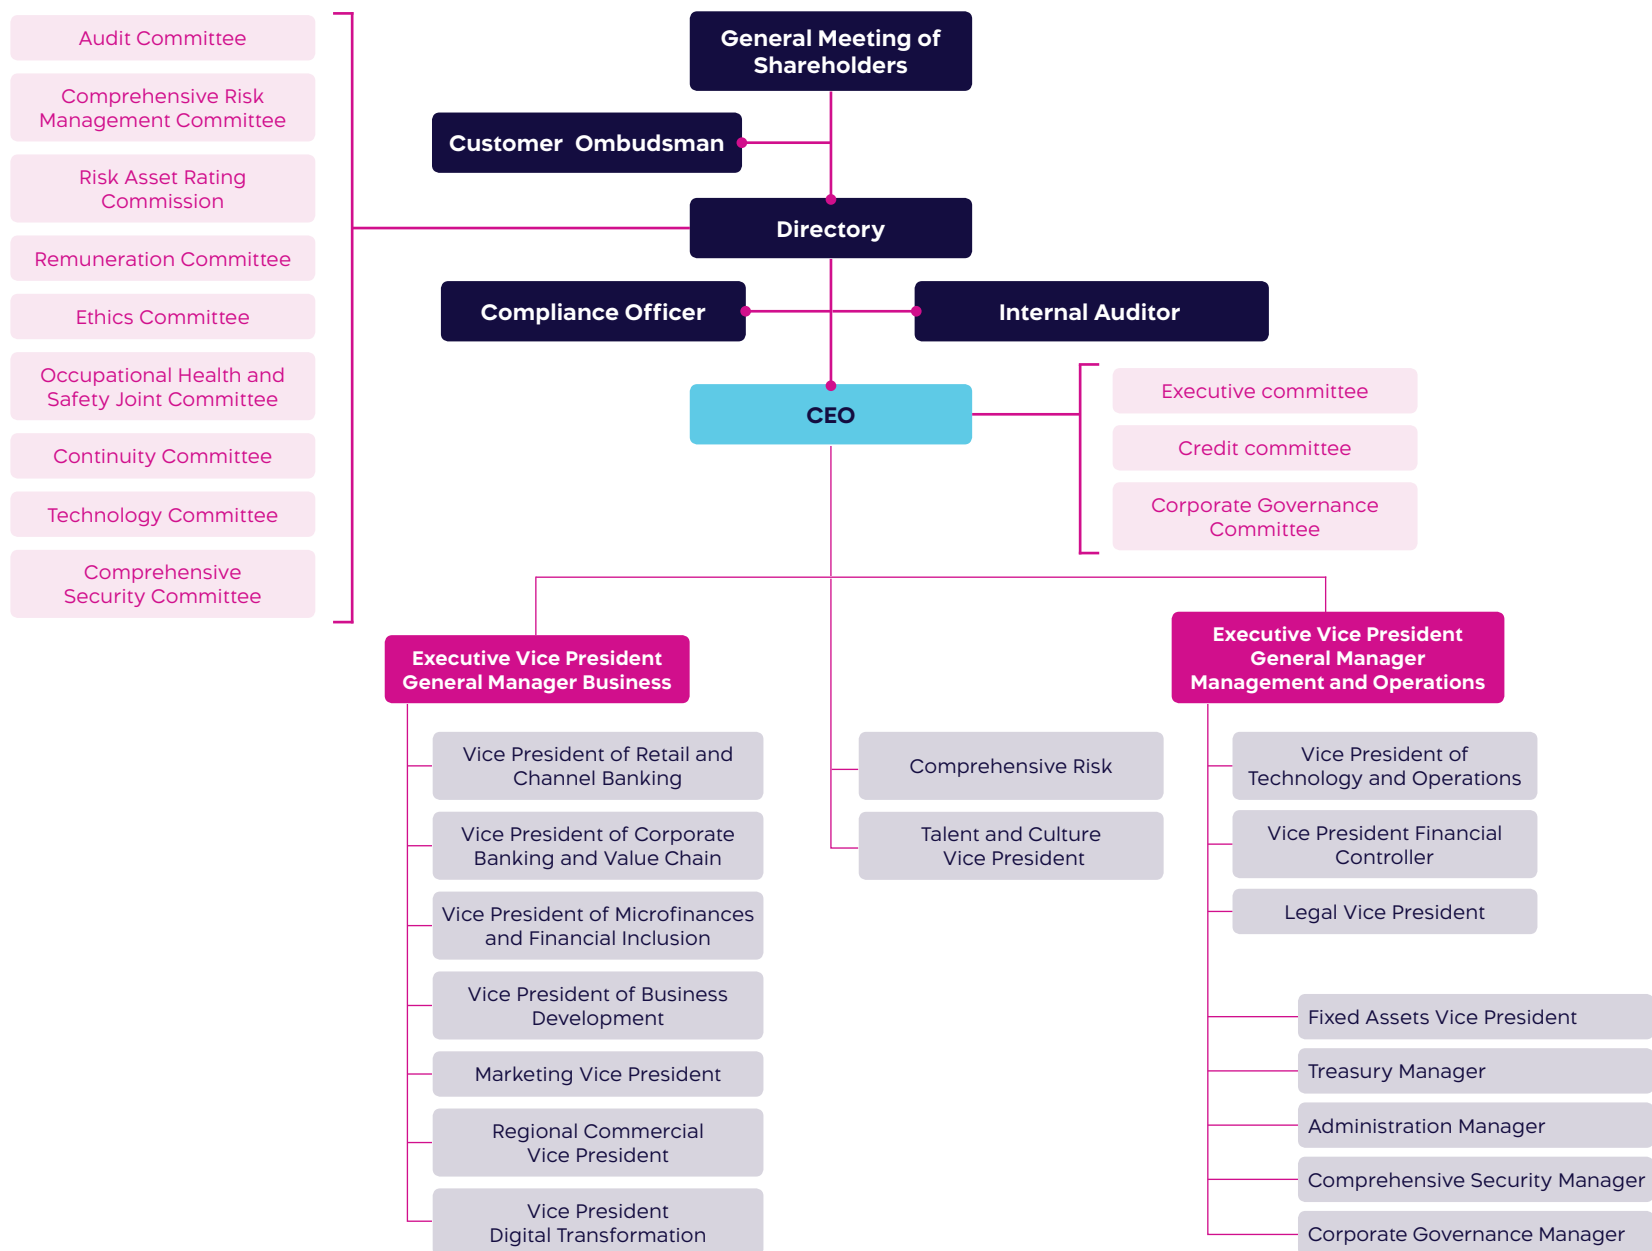 General Meeting of
Shareholders
Customer Ombudsman
Directory
Compliance Officer
Internal Auditor
CEO
Audit Committee
Comprehensive Risk
Management Committee
Risk Asset Rating
Commission
Remuneration Committee
Ethics Committee
Occupational Health and
Safety Joint Committee
Continuity Committee
Technology Committee
Comprehensive
Security Committee
Executive committee
Credit committee
Corporate Governance
Committee
Executive Vice President
General Manager Business
Vice President of Retail and
Channel Banking
Vice President of Corporate
Banking and Value Chain
Vice President of Microfinances
and Financial Inclusion
Vice President of Business
Development
Marketing Vice President
Regional Commercial
Vice President
Vice President
Digital Transformation
Comprehensive Risk
Talent and Culture
Vice President
Executive Vice President
General Manager
Management and Operations
Vice President of
Technology and Operations
Vice President Financial
Controller
Legal Vice President
Fixed Assets Vice President
Treasury Manager
Administration Manager
Comprehensive Security Manager
Corporate Governance Manager